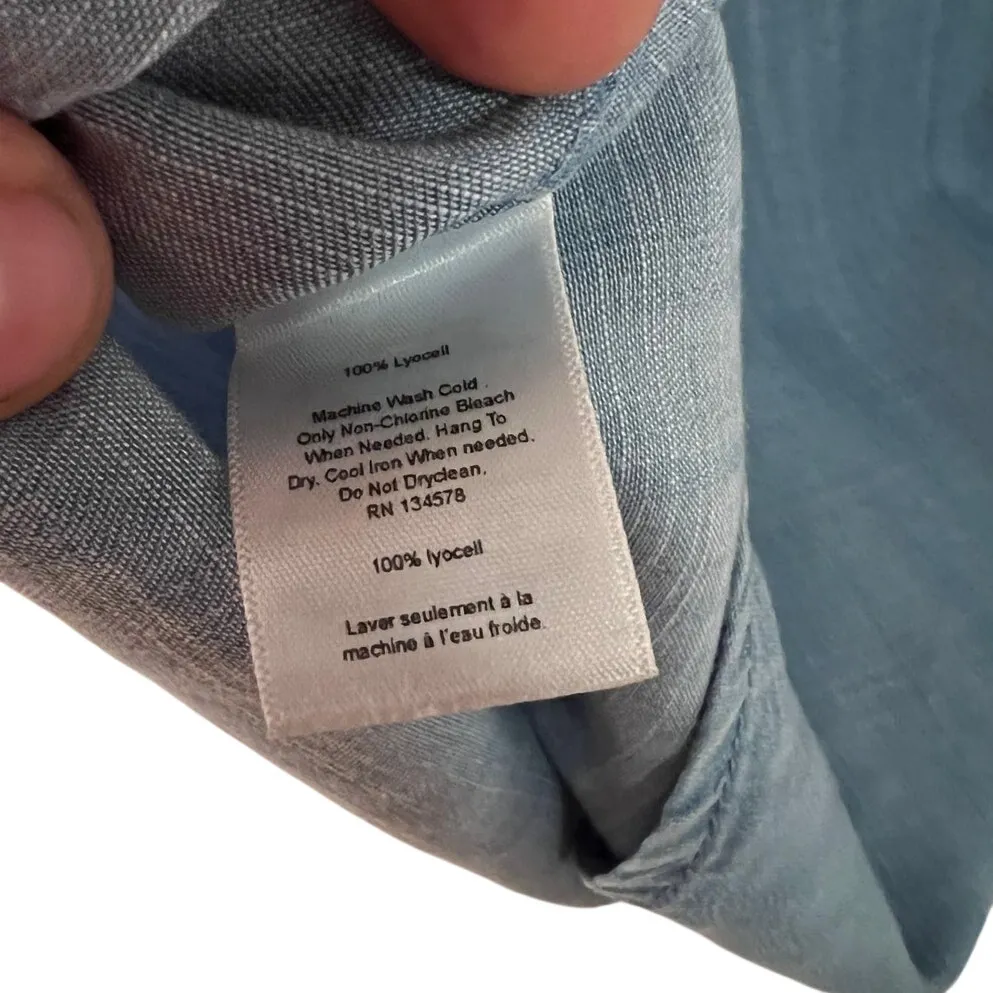 100% Lyocell
Machine Wash Cold
Only Non-Chlorine Bleach
When Needed. Hang To
Dry. Cool Iron When needed.
Do Not Dryclean.
RN 134578
100% lyocell
Laver seulement à la
machine à l'eau froide.